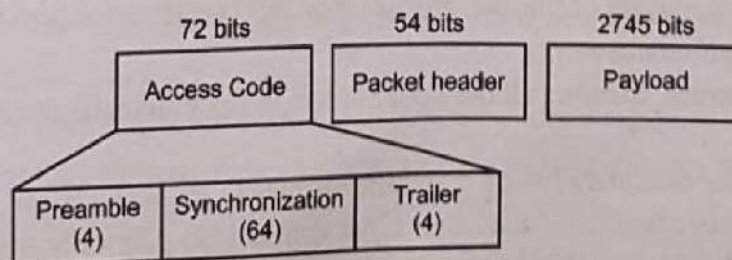 72 bits 54 bits 2745 bits
Access Code Packet header Payload
Preamble Synchronization Trailer
(4) (64) (4)